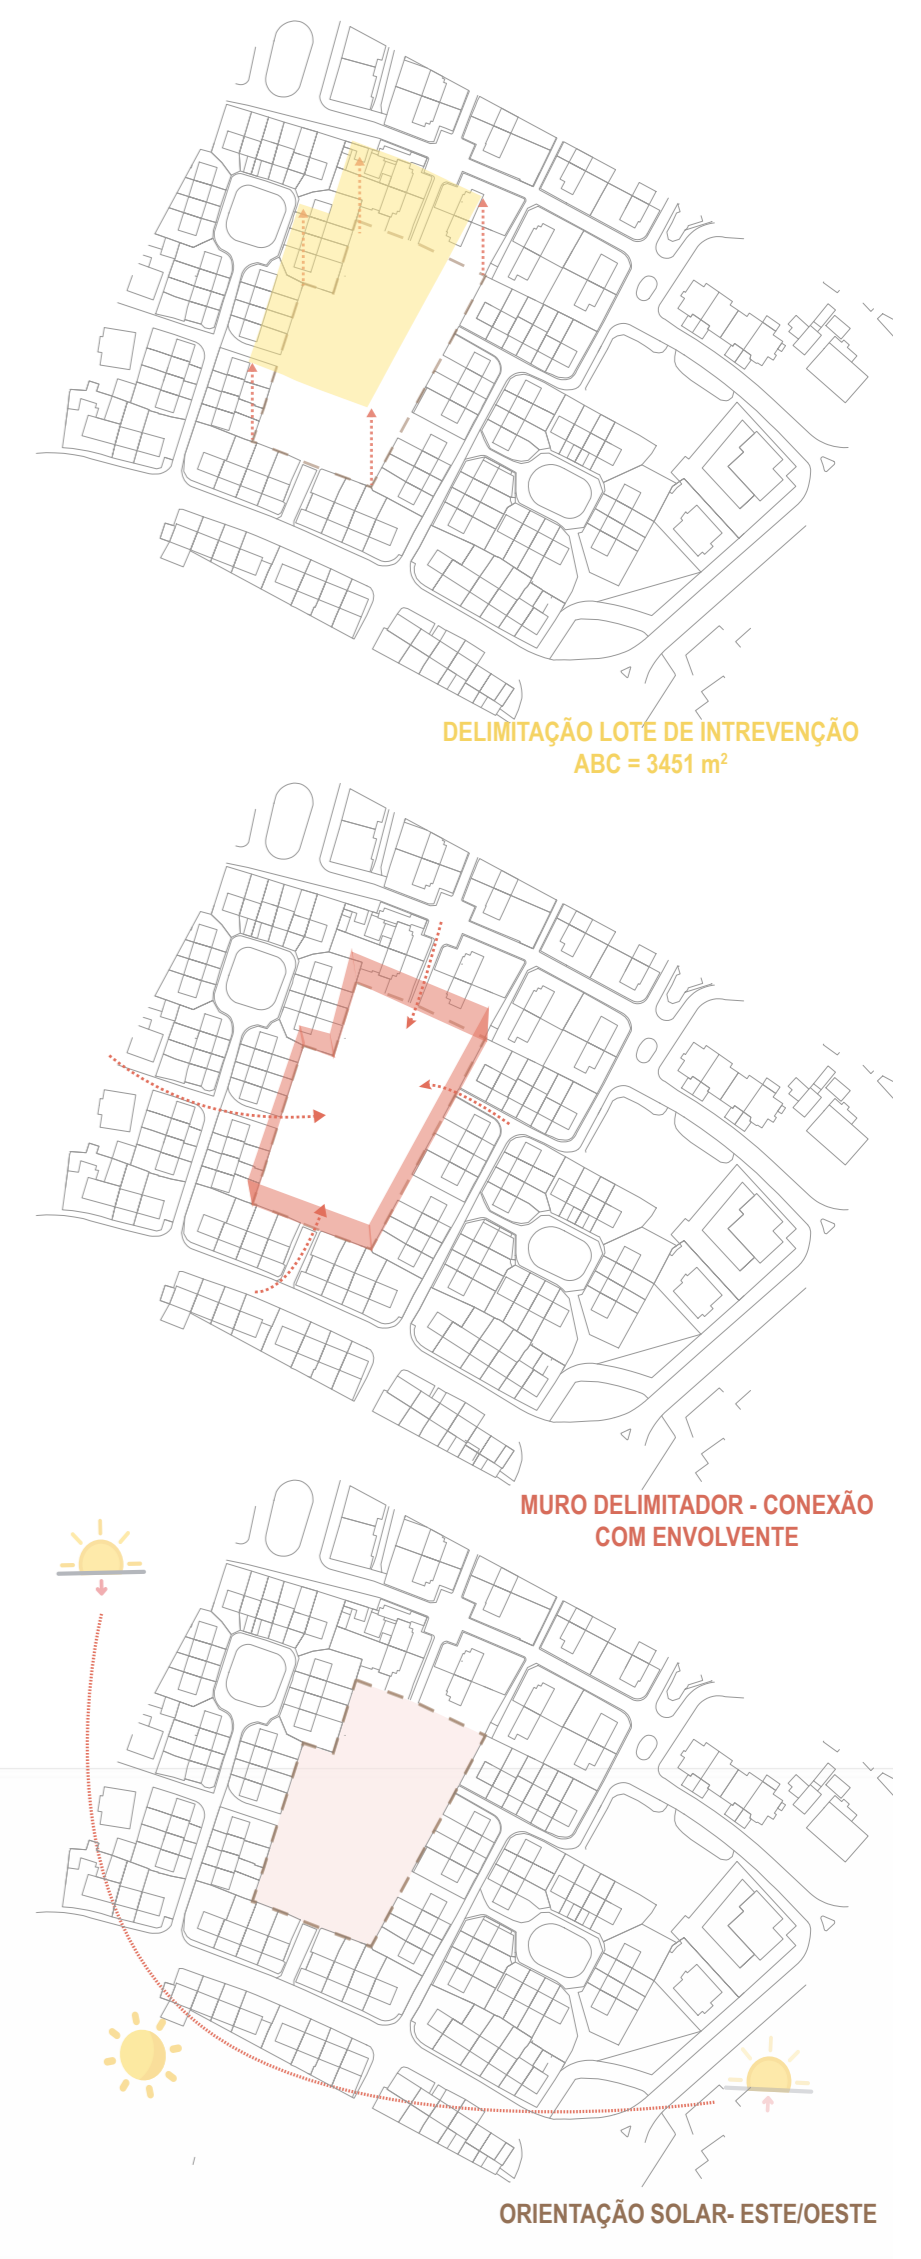 DELIMITAÇÃO LOTE DE INTREVENÇÃO
ABC = 3451 m²
MURO DELIMITADOR - CONEXÃO
COM ENVOLVENTE
ORIENTAÇÃO SOLAR- ESTE/OESTE